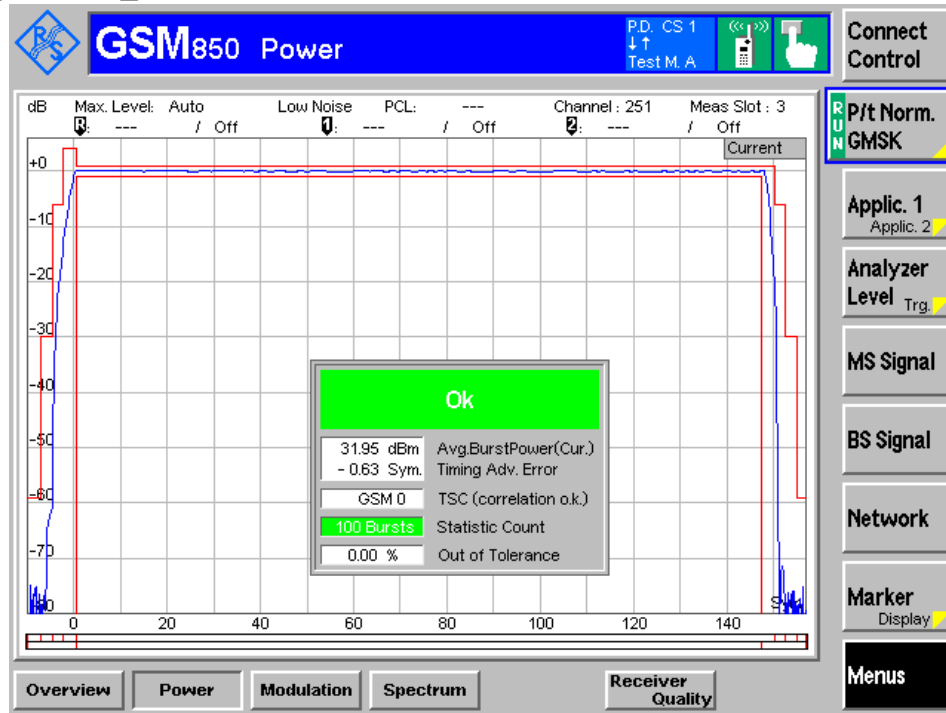 R&S
GSM850 Power
P.D. CS 1
Test M. A
Connect
Control
dB Max. Level: Auto Low Noise PCL: --- Channel : 251 Meas Slot : 3
R: --- / Off 1: --- / Off 2: --- / Off
Current
RUN
P/t Norm.
GMSK
Applic. 1
Applic. 2
Analyzer
Level Trg.
MS Signal
BS Signal
Network
Marker
Display
Menus
+0
-10
-20
-30
-40
-50
-60
-70
-80
Ok
31.95 dBm Avg.BurstPower(Cur.)
- 0.63 Sym. Timing Adv. Error
GSM 0 TSC (correlation o.k.)
100 Bursts Statistic Count
0.00 % Out of Tolerance
0 20 40 60 80 100 120 140
Overview Power Modulation Spectrum Receiver Quality